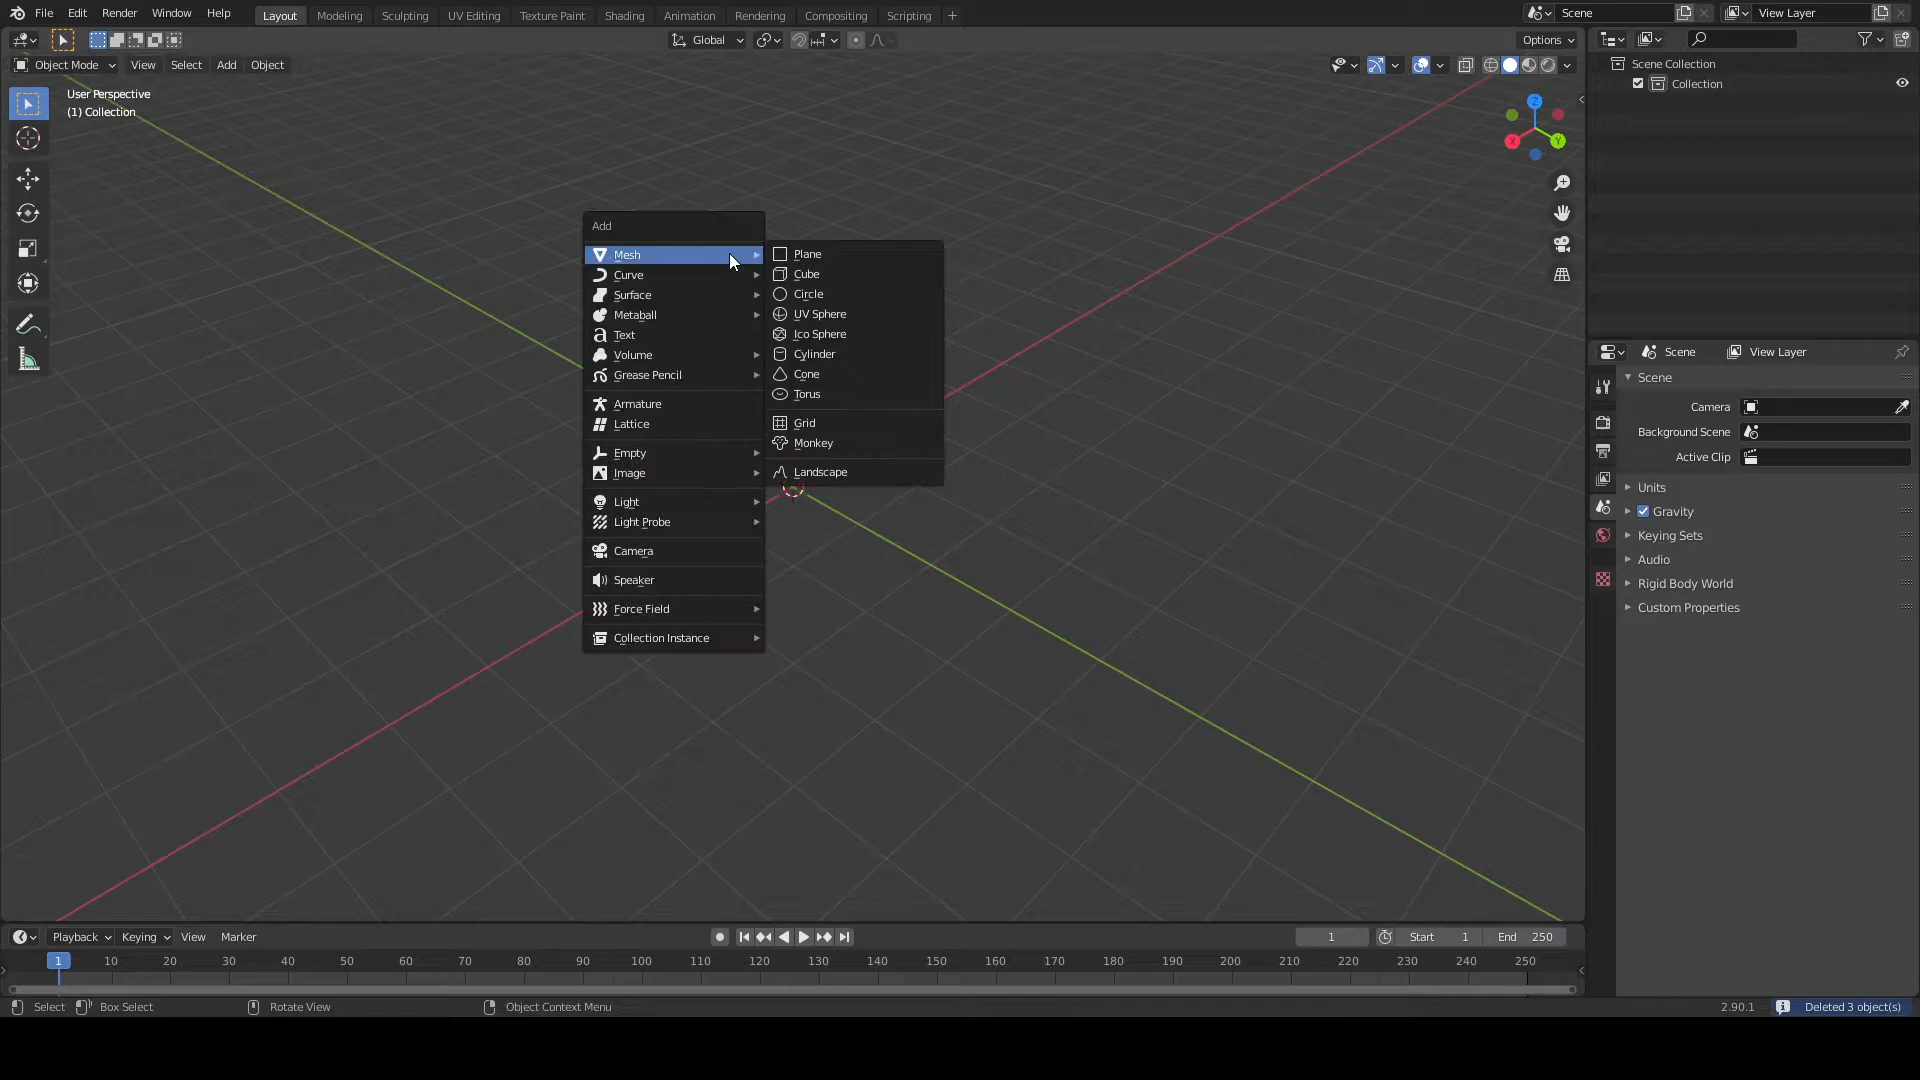 File Edit Render Window Help Layout Modeling Sculpting UV Editing Texture Paint Shading Animation Rendering Compositing Scripting + Scene View Layer
Global Options
Object Mode View Select Add Object
User Perspective
(1) Collection
Z
X
Y
Add
Mesh
Curve
Surface
Metaball
Text
Volume
Grease Pencil
Armature
Lattice
Empty
Image
Light
Light Probe
Camera
Speaker
Force Field
Collection Instance
Plane
Cube
Circle
UV Sphere
Ico Sphere
Cylinder
Cone
Torus
Grid
Monkey
Landscape
Scene Collection
Collection
Scene View Layer
Scene
Camera
Background Scene
Active Clip
Units
Gravity
Keying Sets
Audio
Rigid Body World
Custom Properties
Playback Keying View Marker 1 Start 1 End 250
1 10 20 30 40 50 60 70 80 90 100 110 120 130 140 150 160 170 180 190 200 210 220 230 240 250
Select Box Select Rotate View Object Context Menu 2.90.1 Deleted 3 object(s)